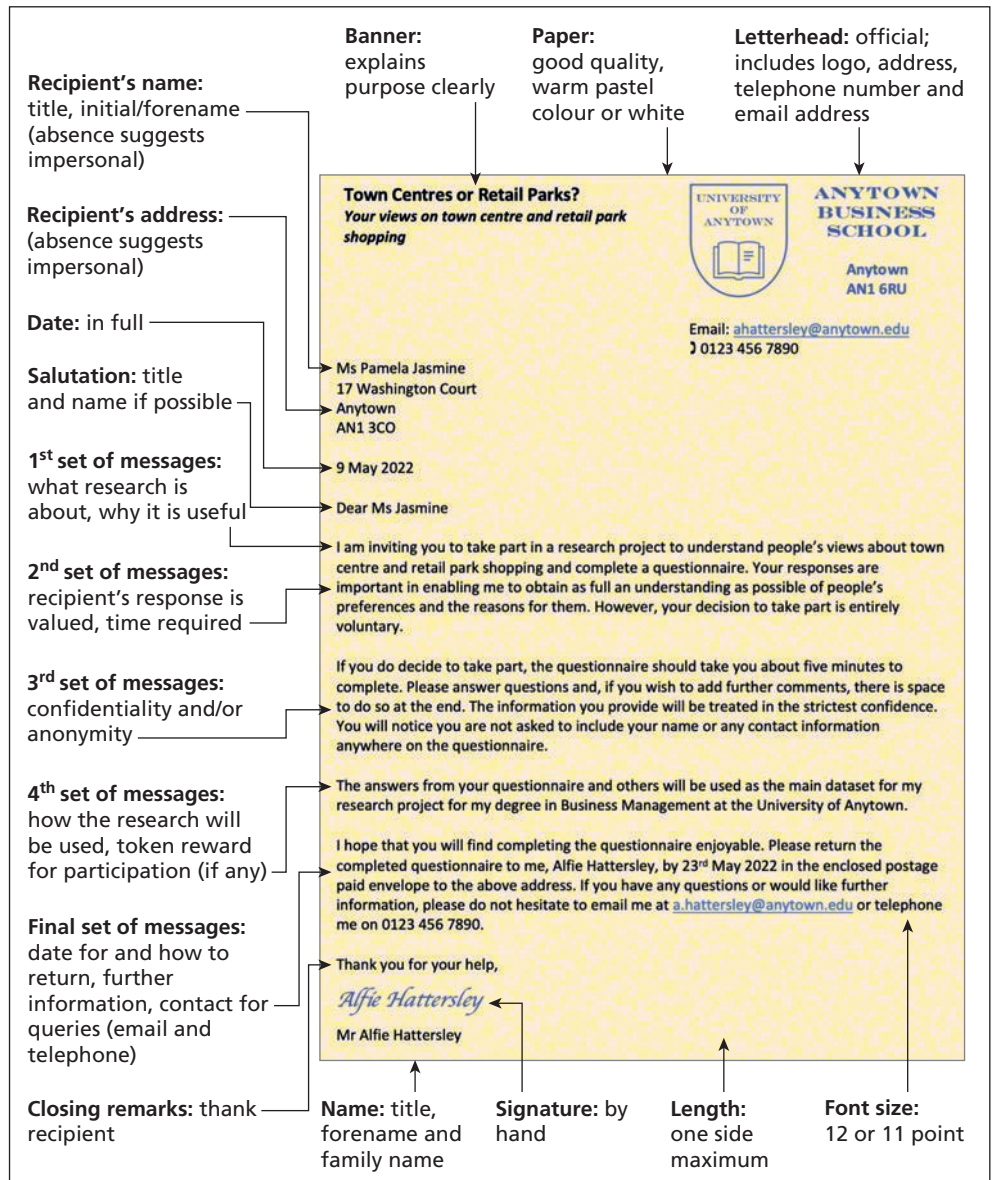 Banner:
explains
purpose clearly
Paper:
good quality,
warm pastel
colour or white
Letterhead: official;
includes logo, address,
telephone number and
email address
Recipient's name:
title, initial/forename
(absence suggests
impersonal)
Recipient's address:
(absence suggests
impersonal)
Date: in full
Salutation: title
and name if possible
1st set of messages:
what research is
about, why it is useful
2nd set of messages:
recipient's response is
valued, time required
3rd set of messages:
confidentiality and/or
anonymity
4th set of messages:
how the research will
be used, token reward
for participation (if any)
Final set of messages:
date for and how to
return, further
information, contact for
queries (email and
telephone)
Closing remarks: thank
recipient
Town Centres or Retail Parks?
Your views on town centre and retail park
shopping
UNIVERSITY
OF
ANYTOWN
ANYTOWN
BUSINESS
SCHOOL
Anytown
AN1 6RU
Email: ahattersley@anytown.edu
0123 456 7890
Ms Pamela Jasmine
17 Washington Court
Anytown
AN1 3CO
9 May 2022
Dear Ms Jasmine
I am inviting you to take part in a research project to understand people's views about town
centre and retail park shopping and complete a questionnaire. Your responses are
important in enabling me to obtain as full an understanding as possible of people's
preferences and the reasons for them. However, your decision to take part is entirely
voluntary.
If you do decide to take part, the questionnaire should take you about five minutes to
complete. Please answer questions and, if you wish to add further comments, there is space
to do so at the end. The information you provide will be treated in the strictest confidence.
You will notice you are not asked to include your name or any contact information
anywhere on the questionnaire.
The answers from your questionnaire and others will be used as the main dataset for my
research project for my degree in Business Management at the University of Anytown.
I hope that you will find completing the questionnaire enjoyable. Please return the
completed questionnaire to me, Alfie Hattersley, by 23rd May 2022 in the enclosed postage
paid envelope to the above address. If you have any questions or would like further
information, please do not hesitate to email me at a.hattersley@anytown.edu or telephone
me on 0123 456 7890.
Thank you for your help,
Alfie Hattersley
Mr Alfie Hattersley
Name: title,
forename and
family name
Signature: by
hand
Length:
one side
maximum
Font size:
12 or 11 point